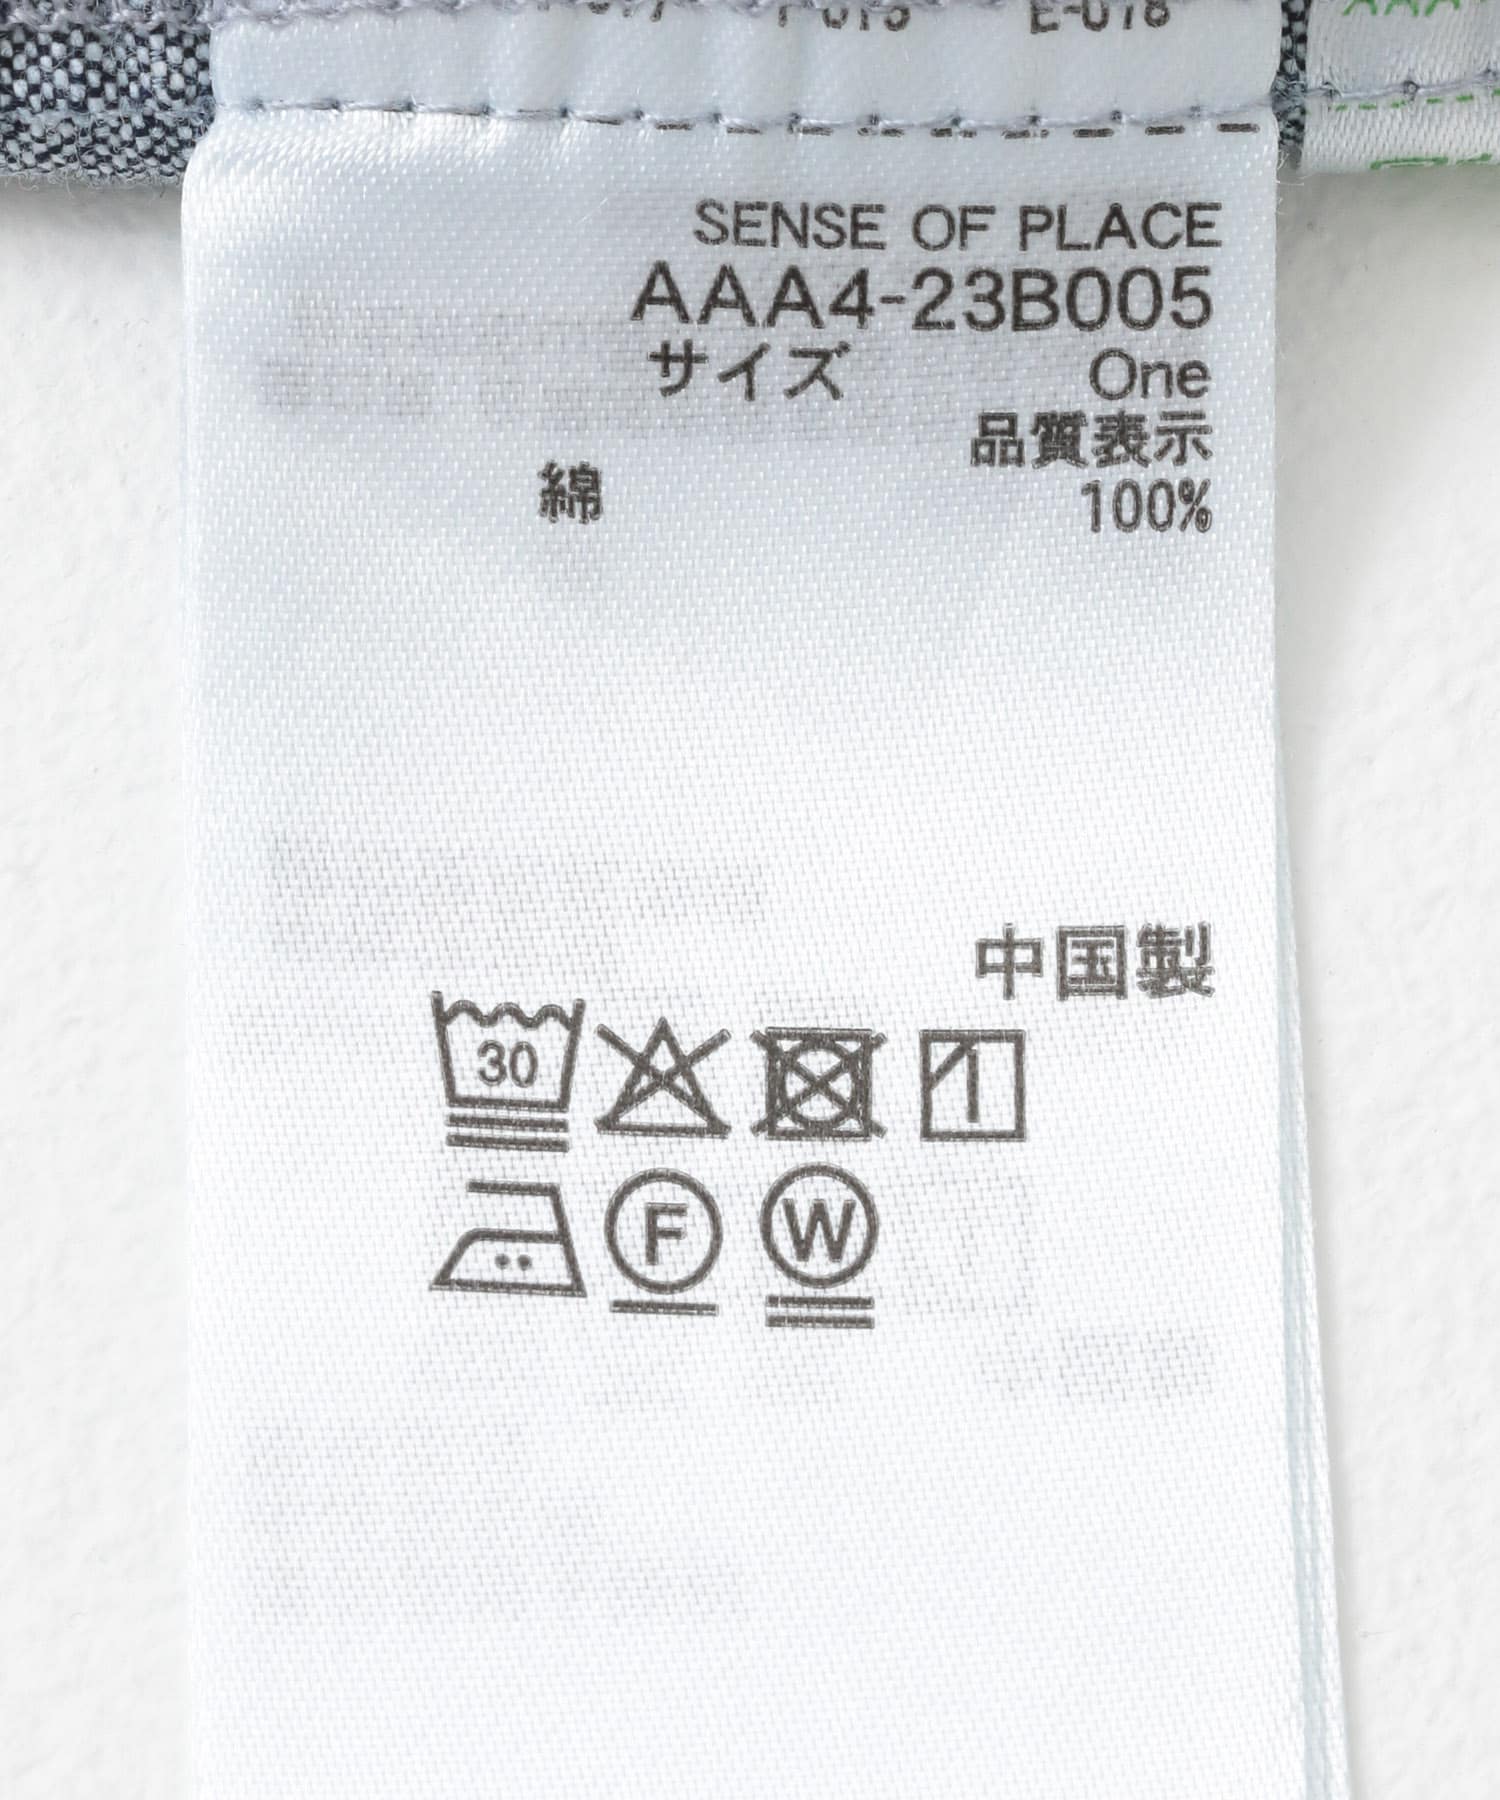 E-078
SENSE OF PLACE
AAA4-23B005
サイズ One
品質表示
綿 100%
中国製
30
F W